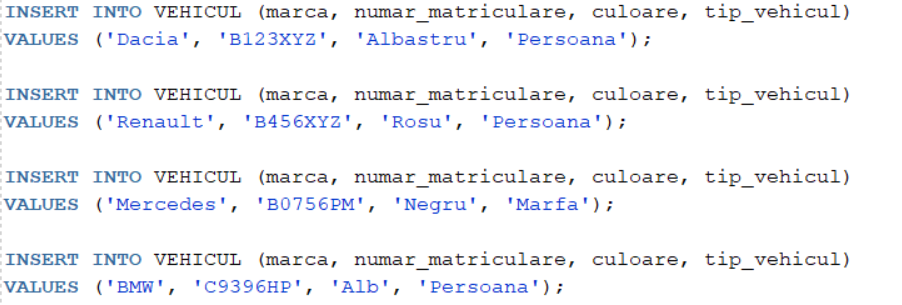 INSERT INTO VEHICUL (marca, numar_matriculare, culoare, tip_vehicul)
VALUES ('Dacia', 'B123XYZ', 'Albastru', 'Persoana');
INSERT INTO VEHICUL (marca, numar_matriculare, culoare, tip_vehicul)
VALUES ('Renault', 'B456XYZ', 'Rosu', 'Persoana');
INSERT INTO VEHICUL (marca, numar_matriculare, culoare, tip_vehicul)
VALUES ('Mercedes', 'B0756PM', 'Negru', 'Marfa');
INSERT INTO VEHICUL (marca, numar_matriculare, culoare, tip_vehicul)
VALUES ('BMW', 'C9396HP', 'Alb', 'Persoana');